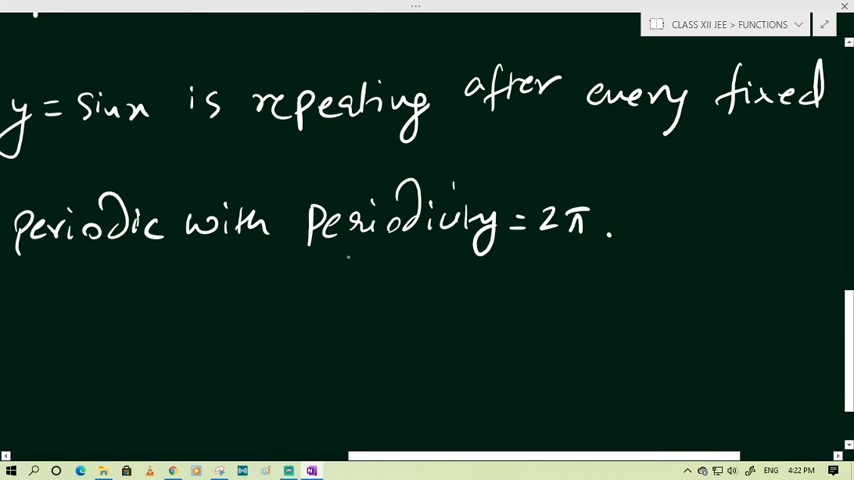 ...
CLASS XII JEE > FUNCTIONS
y = sinx is repeating after every fixed
periodic with periodicity = 2π.
ENG 4:22 PM